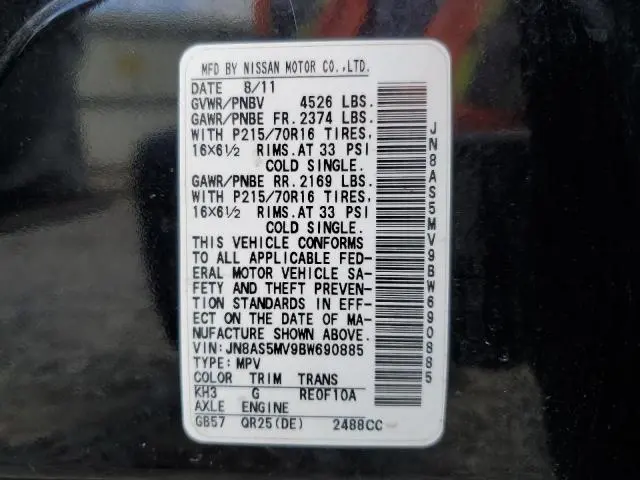 MFD BY NISSAN MOTOR CO.,LTD.
DATE 8/11
GVWR/PNBV 4526 LBS.
GAWR/PNBE FR. 2374 LBS.
WITH P215/70R16 TIRES,
16X6½ RIMS.AT 33 PSI
COLD SINGLE.
GAWR/PNBE RR. 2169 LBS.
WITH P215/70R16 TIRES,
16X6½ RIMS.AT 33 PSI
COLD SINGLE.
THIS VEHICLE CONFORMS
TO ALL APPLICABLE FED-
ERAL MOTOR VEHICLE SA-
FETY AND THEFT PREVEN-
TION STANDARDS IN EFF-
ECT ON THE DATE OF MA-
NUFACTURE SHOWN ABOVE.
VIN:JN8AS5MV9BW690885
TYPE:MPV
COLOR TRIM TRANS
KH3 G RE0F10A
AXLE ENGINE
GB57 QR25(DE) 2488CC
JN8AS5MV9BW690885